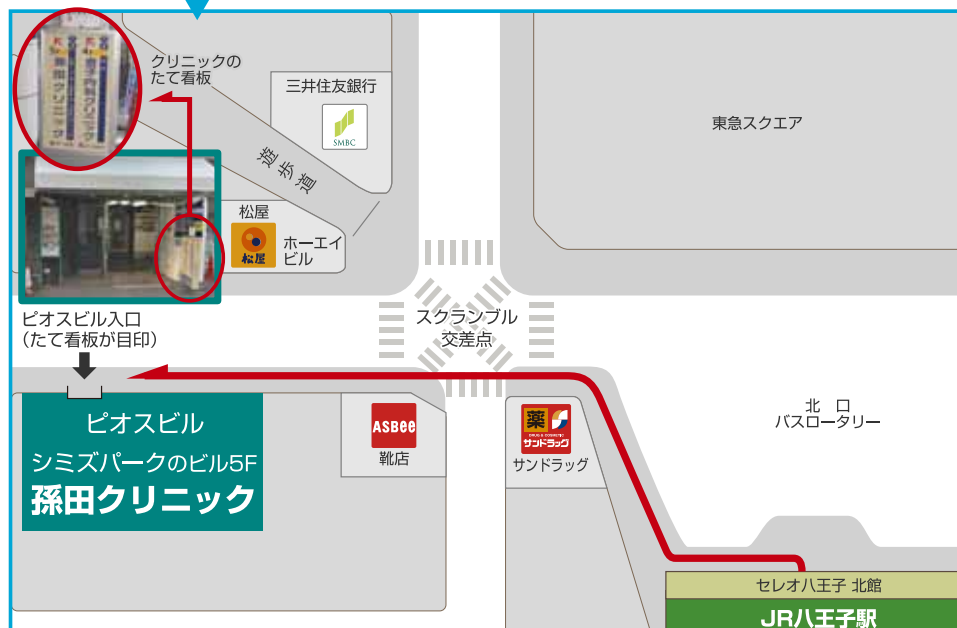 クリニックの
たて看板
三井住友銀行
SMBC
遊歩道
松屋
松屋
ホーエイ
ビル
東急スクエア
ピオスビル入口
(たて看板が目印)
スクランブル
交差点
ピオスビル
シミズパークのビル5F
孫田クリニック
ASBee
靴店
薬
DRUG & COSMETIC
サンドラッグ
サンドラッグ
北 口
バスロータリー
セレオ八王子 北館
JR八王子駅